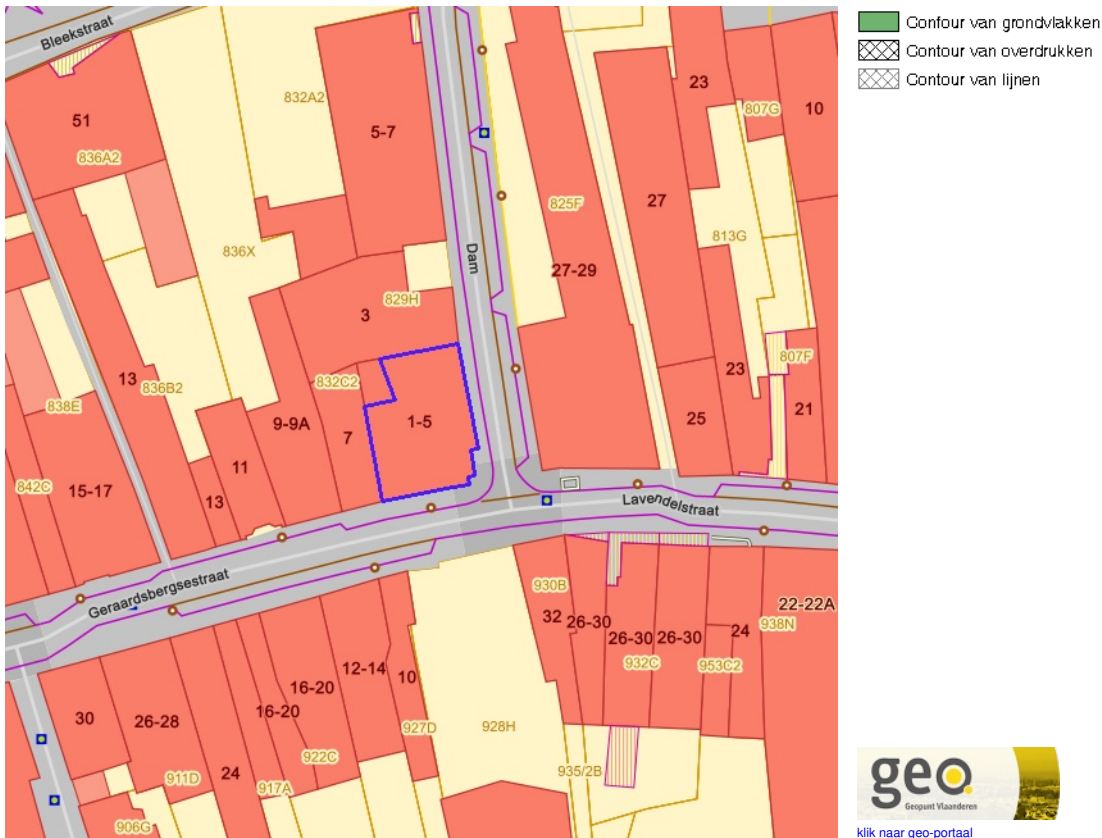 Bleekstraat
51
836A2
832A2
5-7
836X
829H
3
Dam
825F
27-29
23
807G
10
27
813G
807F
21
23
25
13
836B2
838E
842C
15-17
13
11
9-9A
832C2
7
1-5
Geraardsbergsestraat
Lavendelstraat
930B
32
26-30
26-30
26-30
932C
953C2
24
22-22A
938N
12-14
10
16-20
16-20
927D
928H
935/2B
30
26-28
24
922C
917A
911D
906G
Contour van grondvlakken
Contour van overdrukken
Contour van lijnen
geo
Geopunt Vlaanderen
klik naar geo-portaal